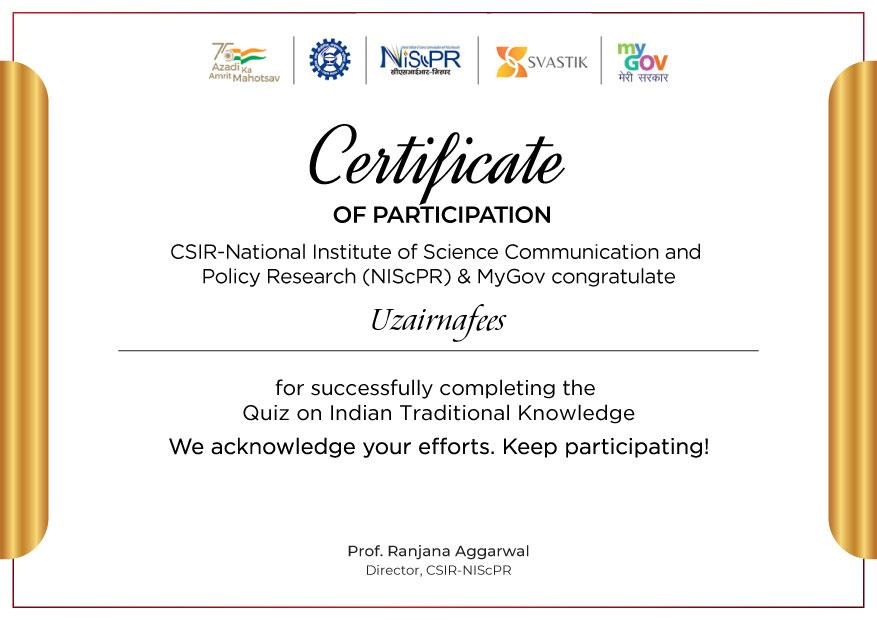 75
Azadi Ka
Amrit Mahotsav
NIScPR
सीएसआईआर-निस्पर
SVASTIK
my
GOV
मेरी सरकार
Certificate
OF PARTICIPATION
CSIR-National Institute of Science Communication and
Policy Research (NIScPR) & MyGov congratulate
Uzairnafees
for successfully completing the
Quiz on Indian Traditional Knowledge
We acknowledge your efforts. Keep participating!
Prof. Ranjana Aggarwal
Director, CSIR-NIScPR